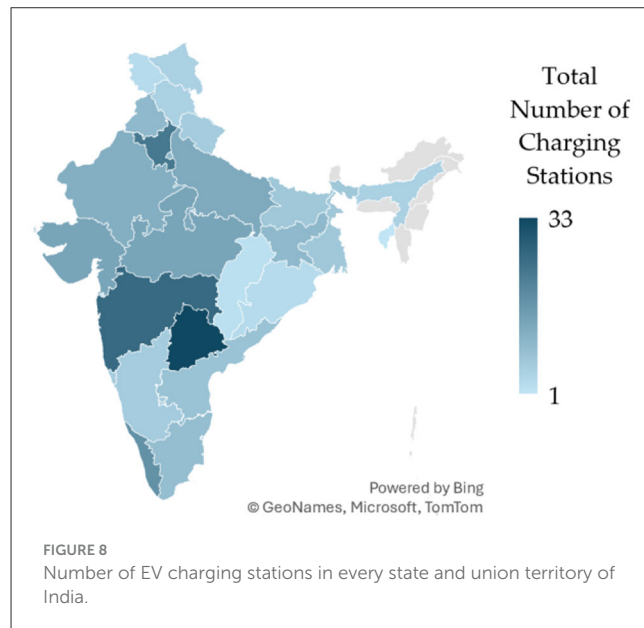 Total
Number of
Charging
Stations
33
1
Powered by Bing
© GeoNames, Microsoft, TomTom
FIGURE 8
Number of EV charging stations in every state and union territory of
India.